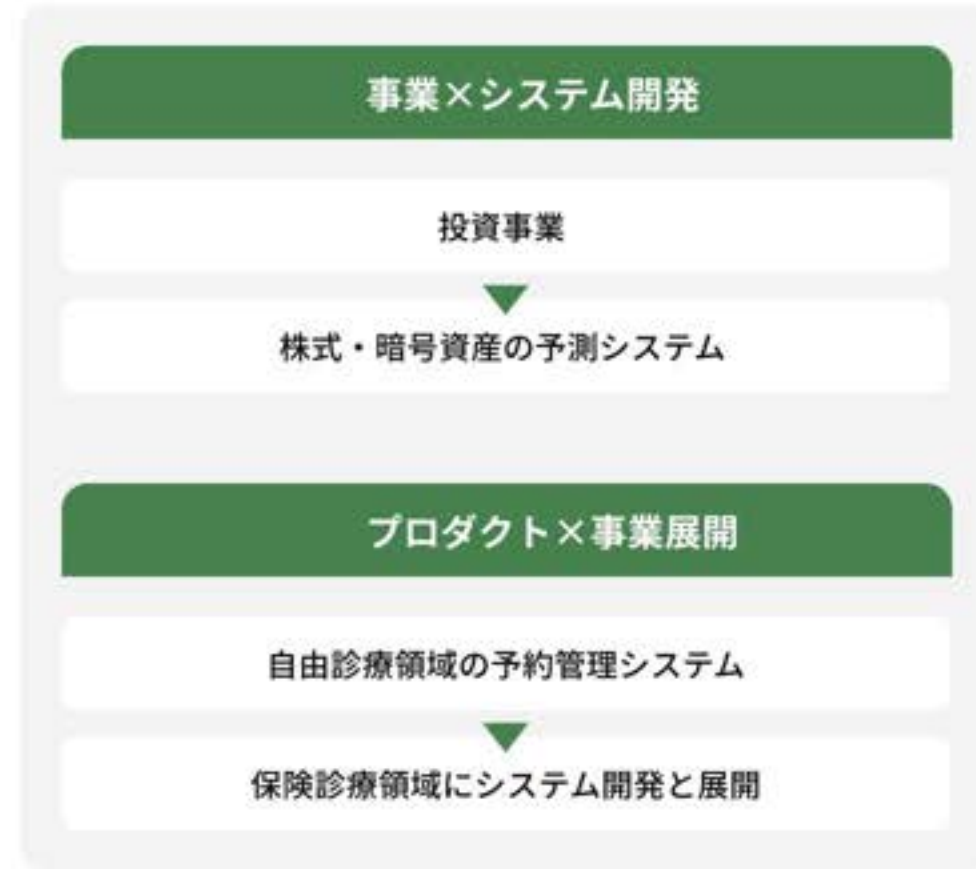 事業×システム開発
投資事業
株式・暗号資産の予測システム
プロダクト×事業展開
自由診療領域の予約管理システム
保険診療領域にシステム開発と展開